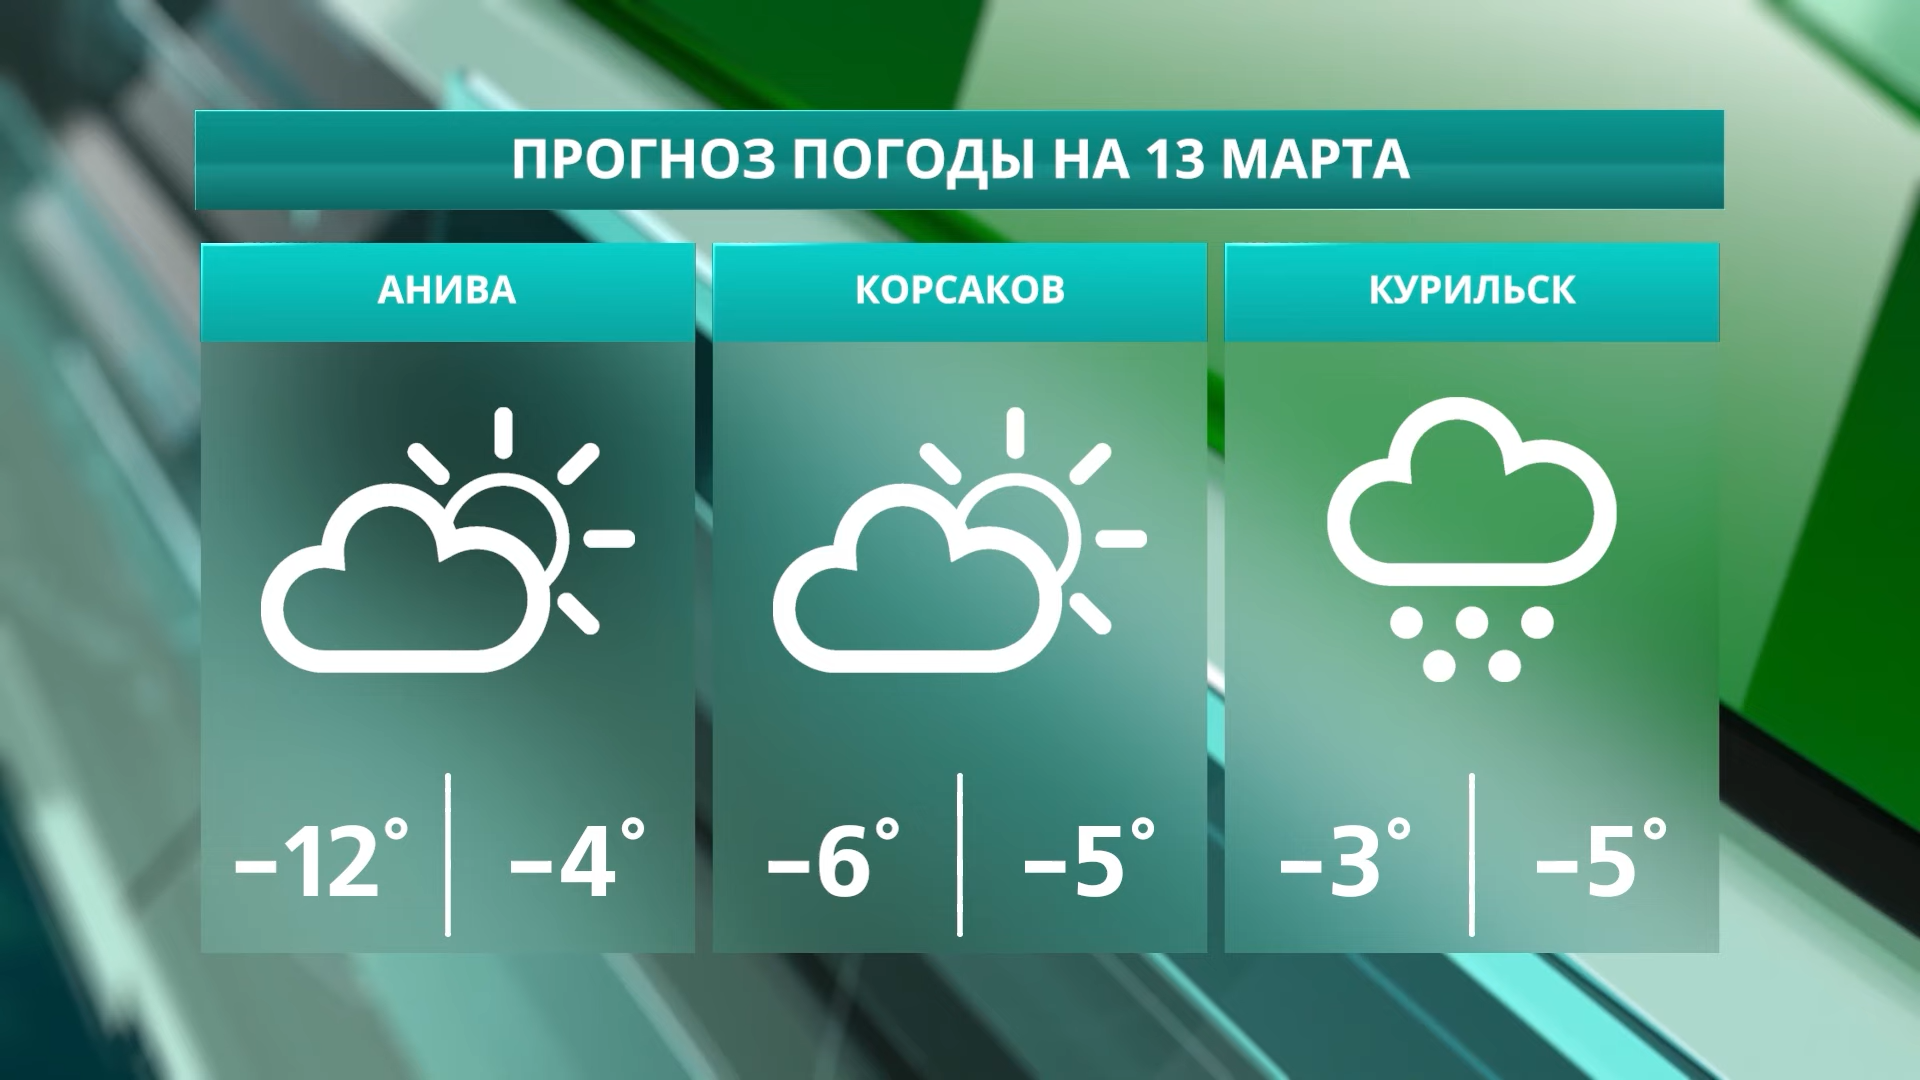 ПРОГНОЗ ПОГОДЫ НА 13 МАРТА
АНИВА
КОРСАКОВ
КУРИЛЬСК
–12° –4°
–6° –5°
–3° –5°